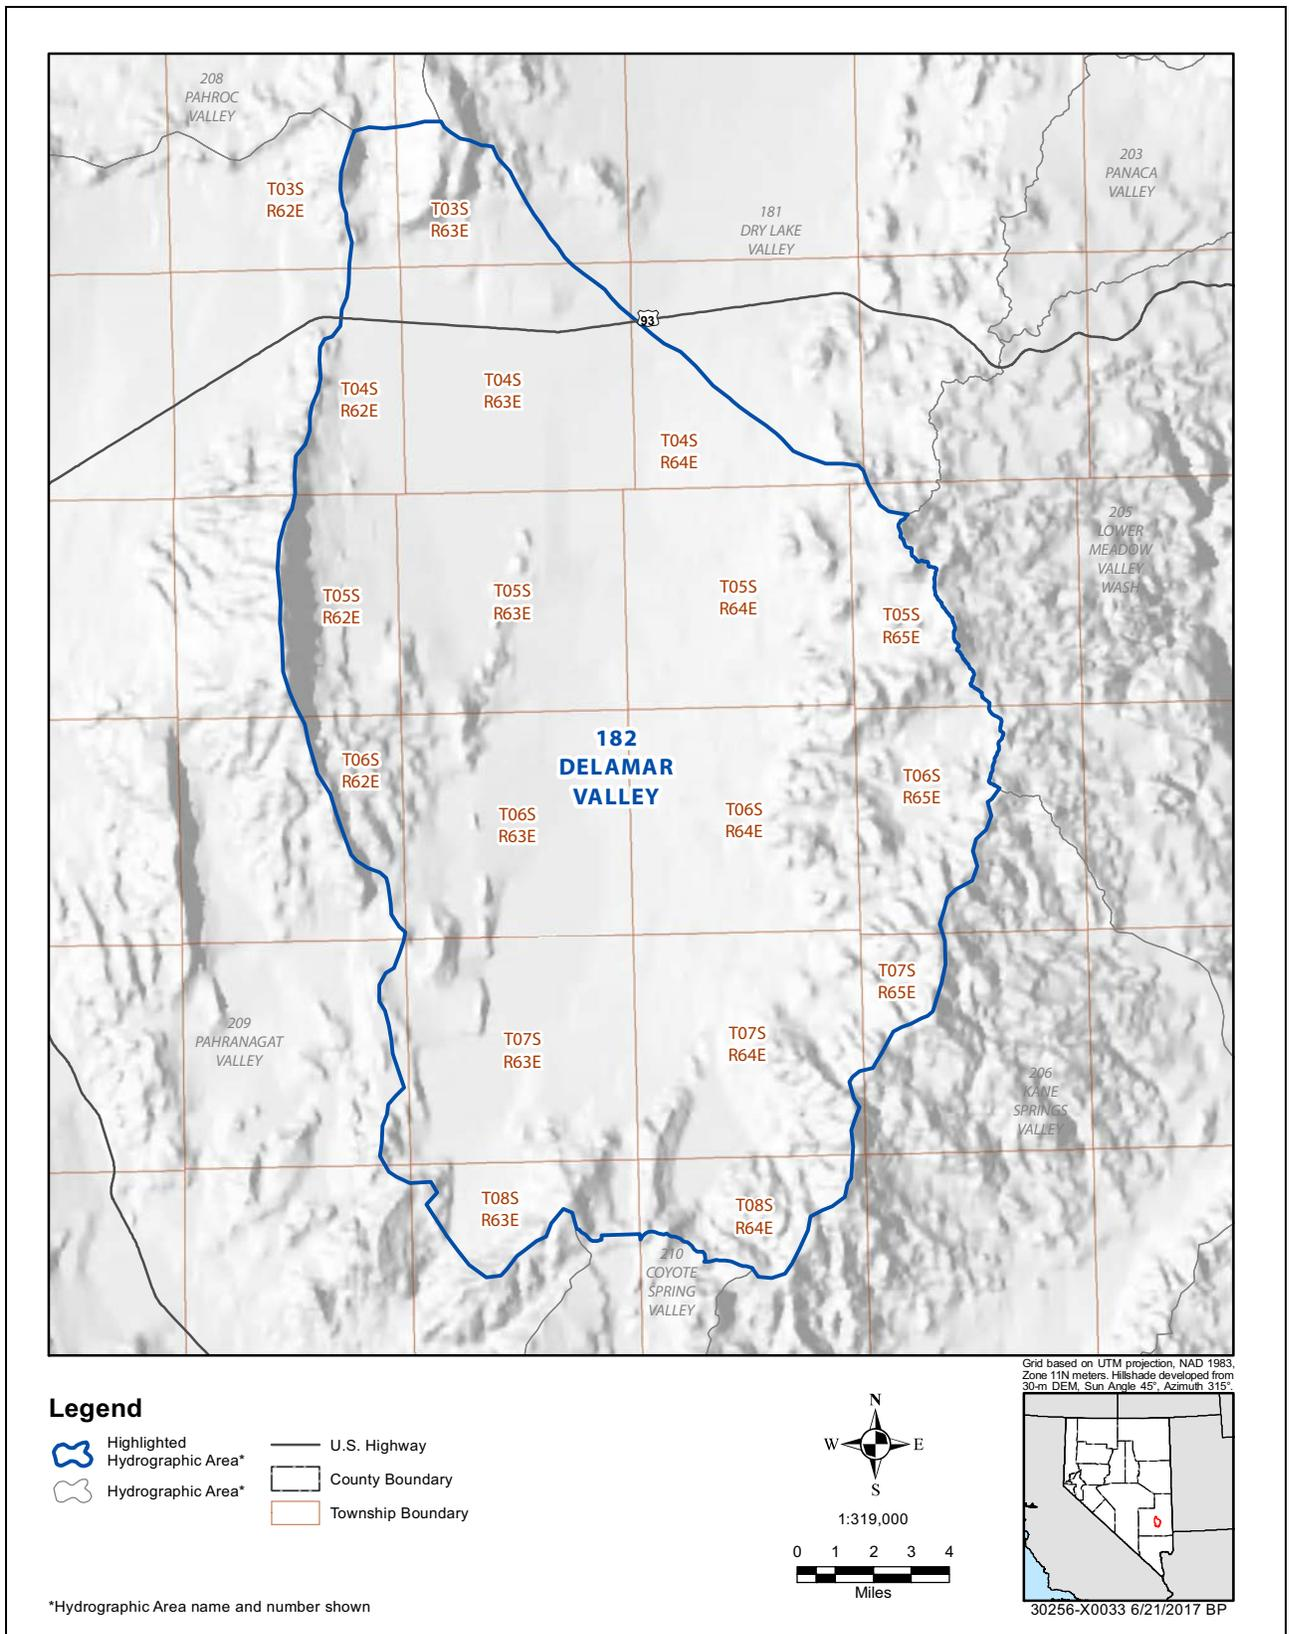 208
PAHROC
VALLEY
203
PANACA
VALLEY
T03S
R62E
T03S
R63E
181
DRY LAKE
VALLEY
93
T04S
R62E
T04S
R63E
T04S
R64E
205
LOWER
MEADOW
VALLEY
WASH
T05S
R62E
T05S
R63E
T05S
R64E
T05S
R65E
182
DELAMAR
VALLEY
T06S
R62E
T06S
R63E
T06S
R64E
T06S
R65E
T07S
R65E
209
PAHRANAGAT
VALLEY
T07S
R63E
T07S
R64E
206
KANE
SPRINGS
VALLEY
T08S
R63E
T08S
R64E
210
COYOTE
SPRING
VALLEY
Grid based on UTM projection, NAD 1983,
Zone 11N meters. Hillshade developed from
30-m DEM, Sun Angle 45°, Azimuth 315°.
Legend
Highlighted
Hydrographic Area*
Hydrographic Area*
U.S. Highway
County Boundary
Township Boundary
N
W E
S
1:319,000
0 1 2 3 4
Miles
*Hydrographic Area name and number shown
30256-X0033 6/21/2017 BP